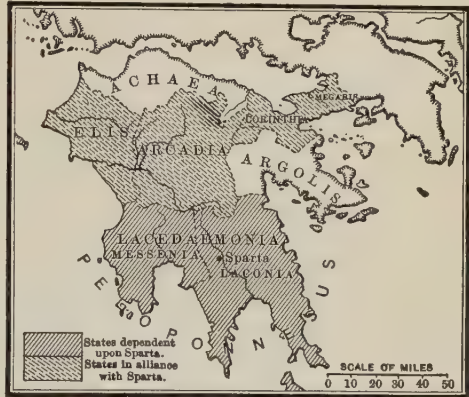 ACHAEA
MEGARIS
CORINTH
ELIS
ARCADIA
ARGOLIS
LACEDAEMONIA
MESSENIA
Sparta
LACONIA
PELOPONNESUS
States dependent
upon Sparta.
States in alliance
with Sparta.
SCALE OF MILES
0 10 20 30 40 50